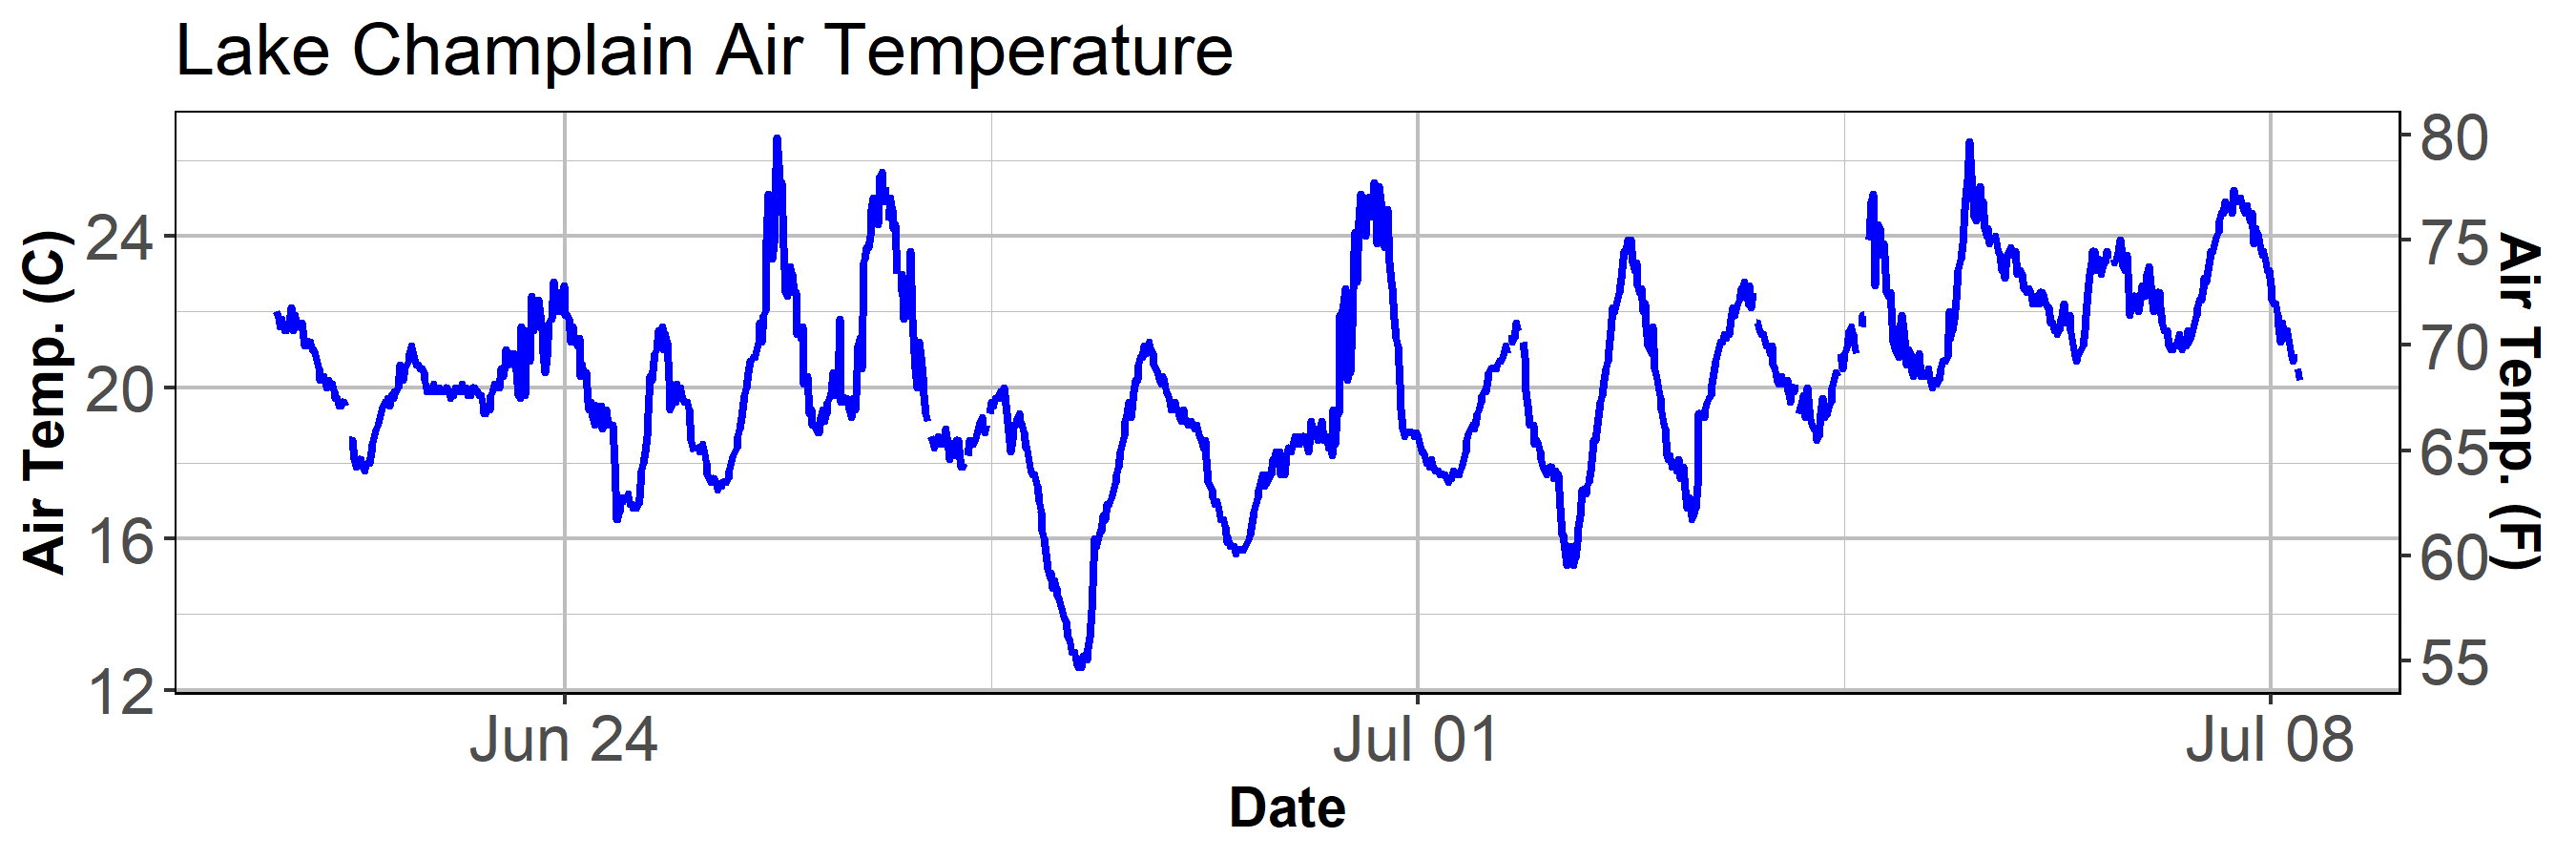 Lake Champlain Air Temperature
Air Temp. (C)
24
20
16
12
80
75
70
65
60
55
Air Temp. (F)
Jun 24
Jul 01
Jul 08
Date